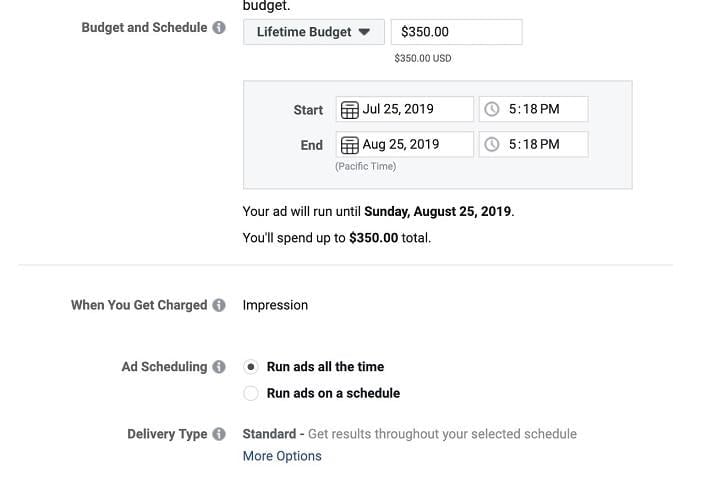 budget.
Budget and Schedule
Lifetime Budget
$350.00
$350.00 USD
Start Jul 25, 2019 5:18 PM
End Aug 25, 2019 5:18 PM
(Pacific Time)
Your ad will run until Sunday, August 25, 2019.
You'll spend up to $350.00 total.
When You Get Charged Impression
Ad Scheduling Run ads all the time
Run ads on a schedule
Delivery Type Standard - Get results throughout your selected schedule
More Options